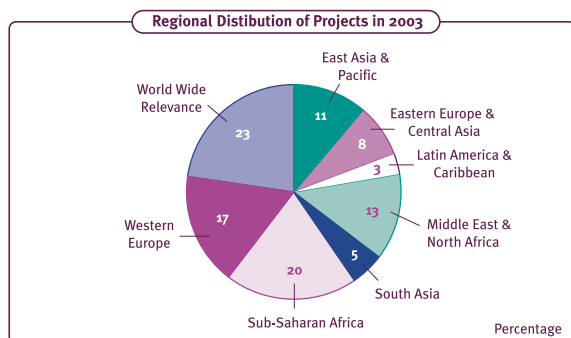 Regional Distibution of Projects in 2003
East Asia &
Pacific
World Wide
Relevance
Eastern Europe &
Central Asia
Latin America &
Caribbean
Middle East &
North Africa
South Asia
Sub-Saharan Africa
Western
Europe
11
8
3
13
5
20
17
23
Percentage